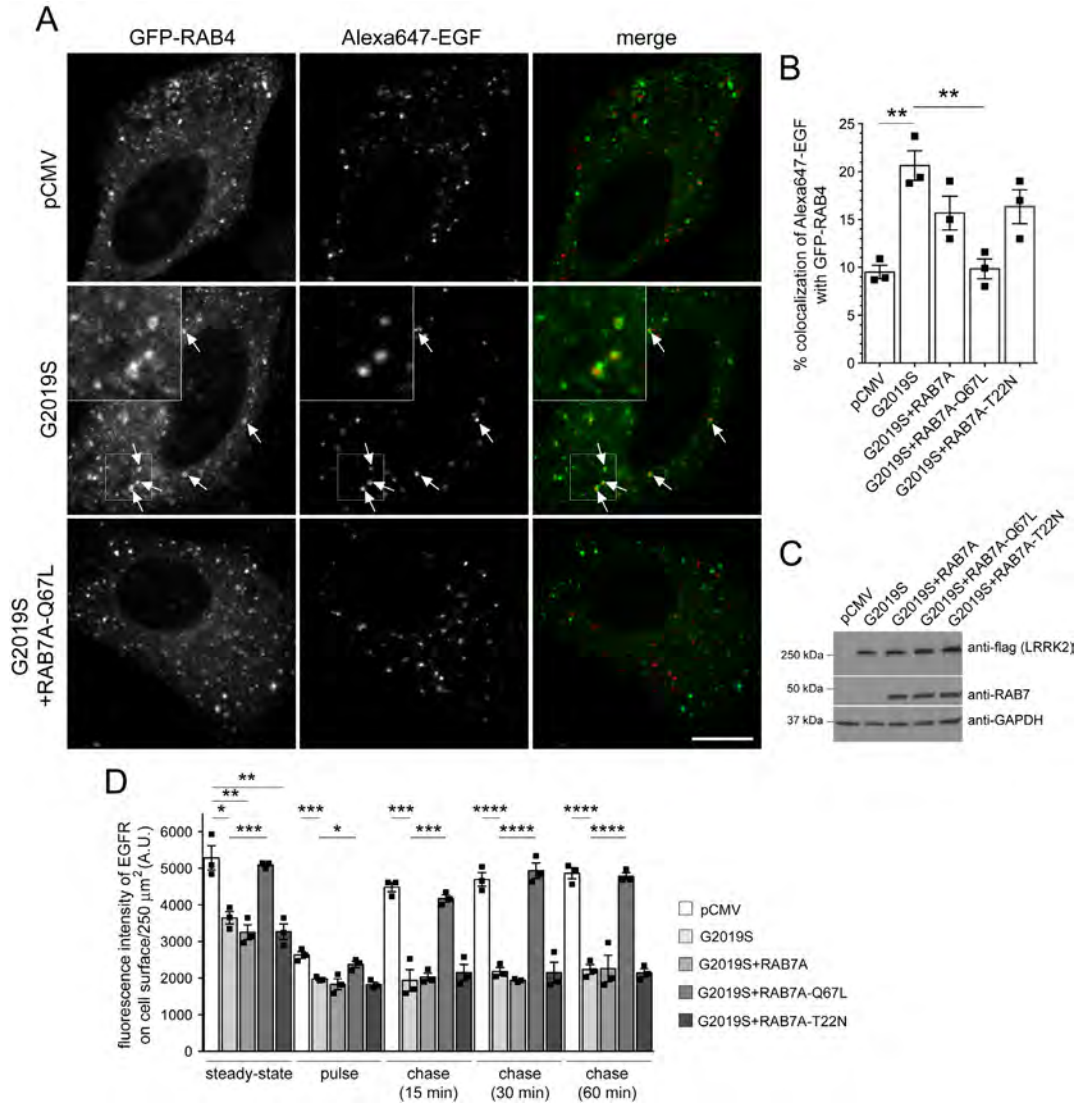 A
GFP-RAB4
Alexa647-EGF
merge
pCMV
G2019S
G2019S
+RAB7A-Q67L
B
**
**
% colocalization of Alexa647-EGF
with GFP-RAB4
25
20
15
10
5
0
pCMV
G2019S
G2019S+RAB7A
G2019S+RAB7A-Q67L
G2019S+RAB7A-T22N
C
pCMV
G2019S
G2019S+RAB7A
G2019S+RAB7A-Q67L
G2019S+RAB7A-T22N
250 kDa
anti-flag (LRRK2)
50 kDa
anti-RAB7
37 kDa
anti-GAPDH
D
fluorescence intensity of EGFR
on cell surface/250 µm² (A.U.)
6000
5000
4000
3000
2000
1000
0
**
**
*
***
***
*
***
***
****
****
****
****
steady-state
pulse
chase
(15 min)
chase
(30 min)
chase
(60 min)
pCMV
G2019S
G2019S+RAB7A
G2019S+RAB7A-Q67L
G2019S+RAB7A-T22N